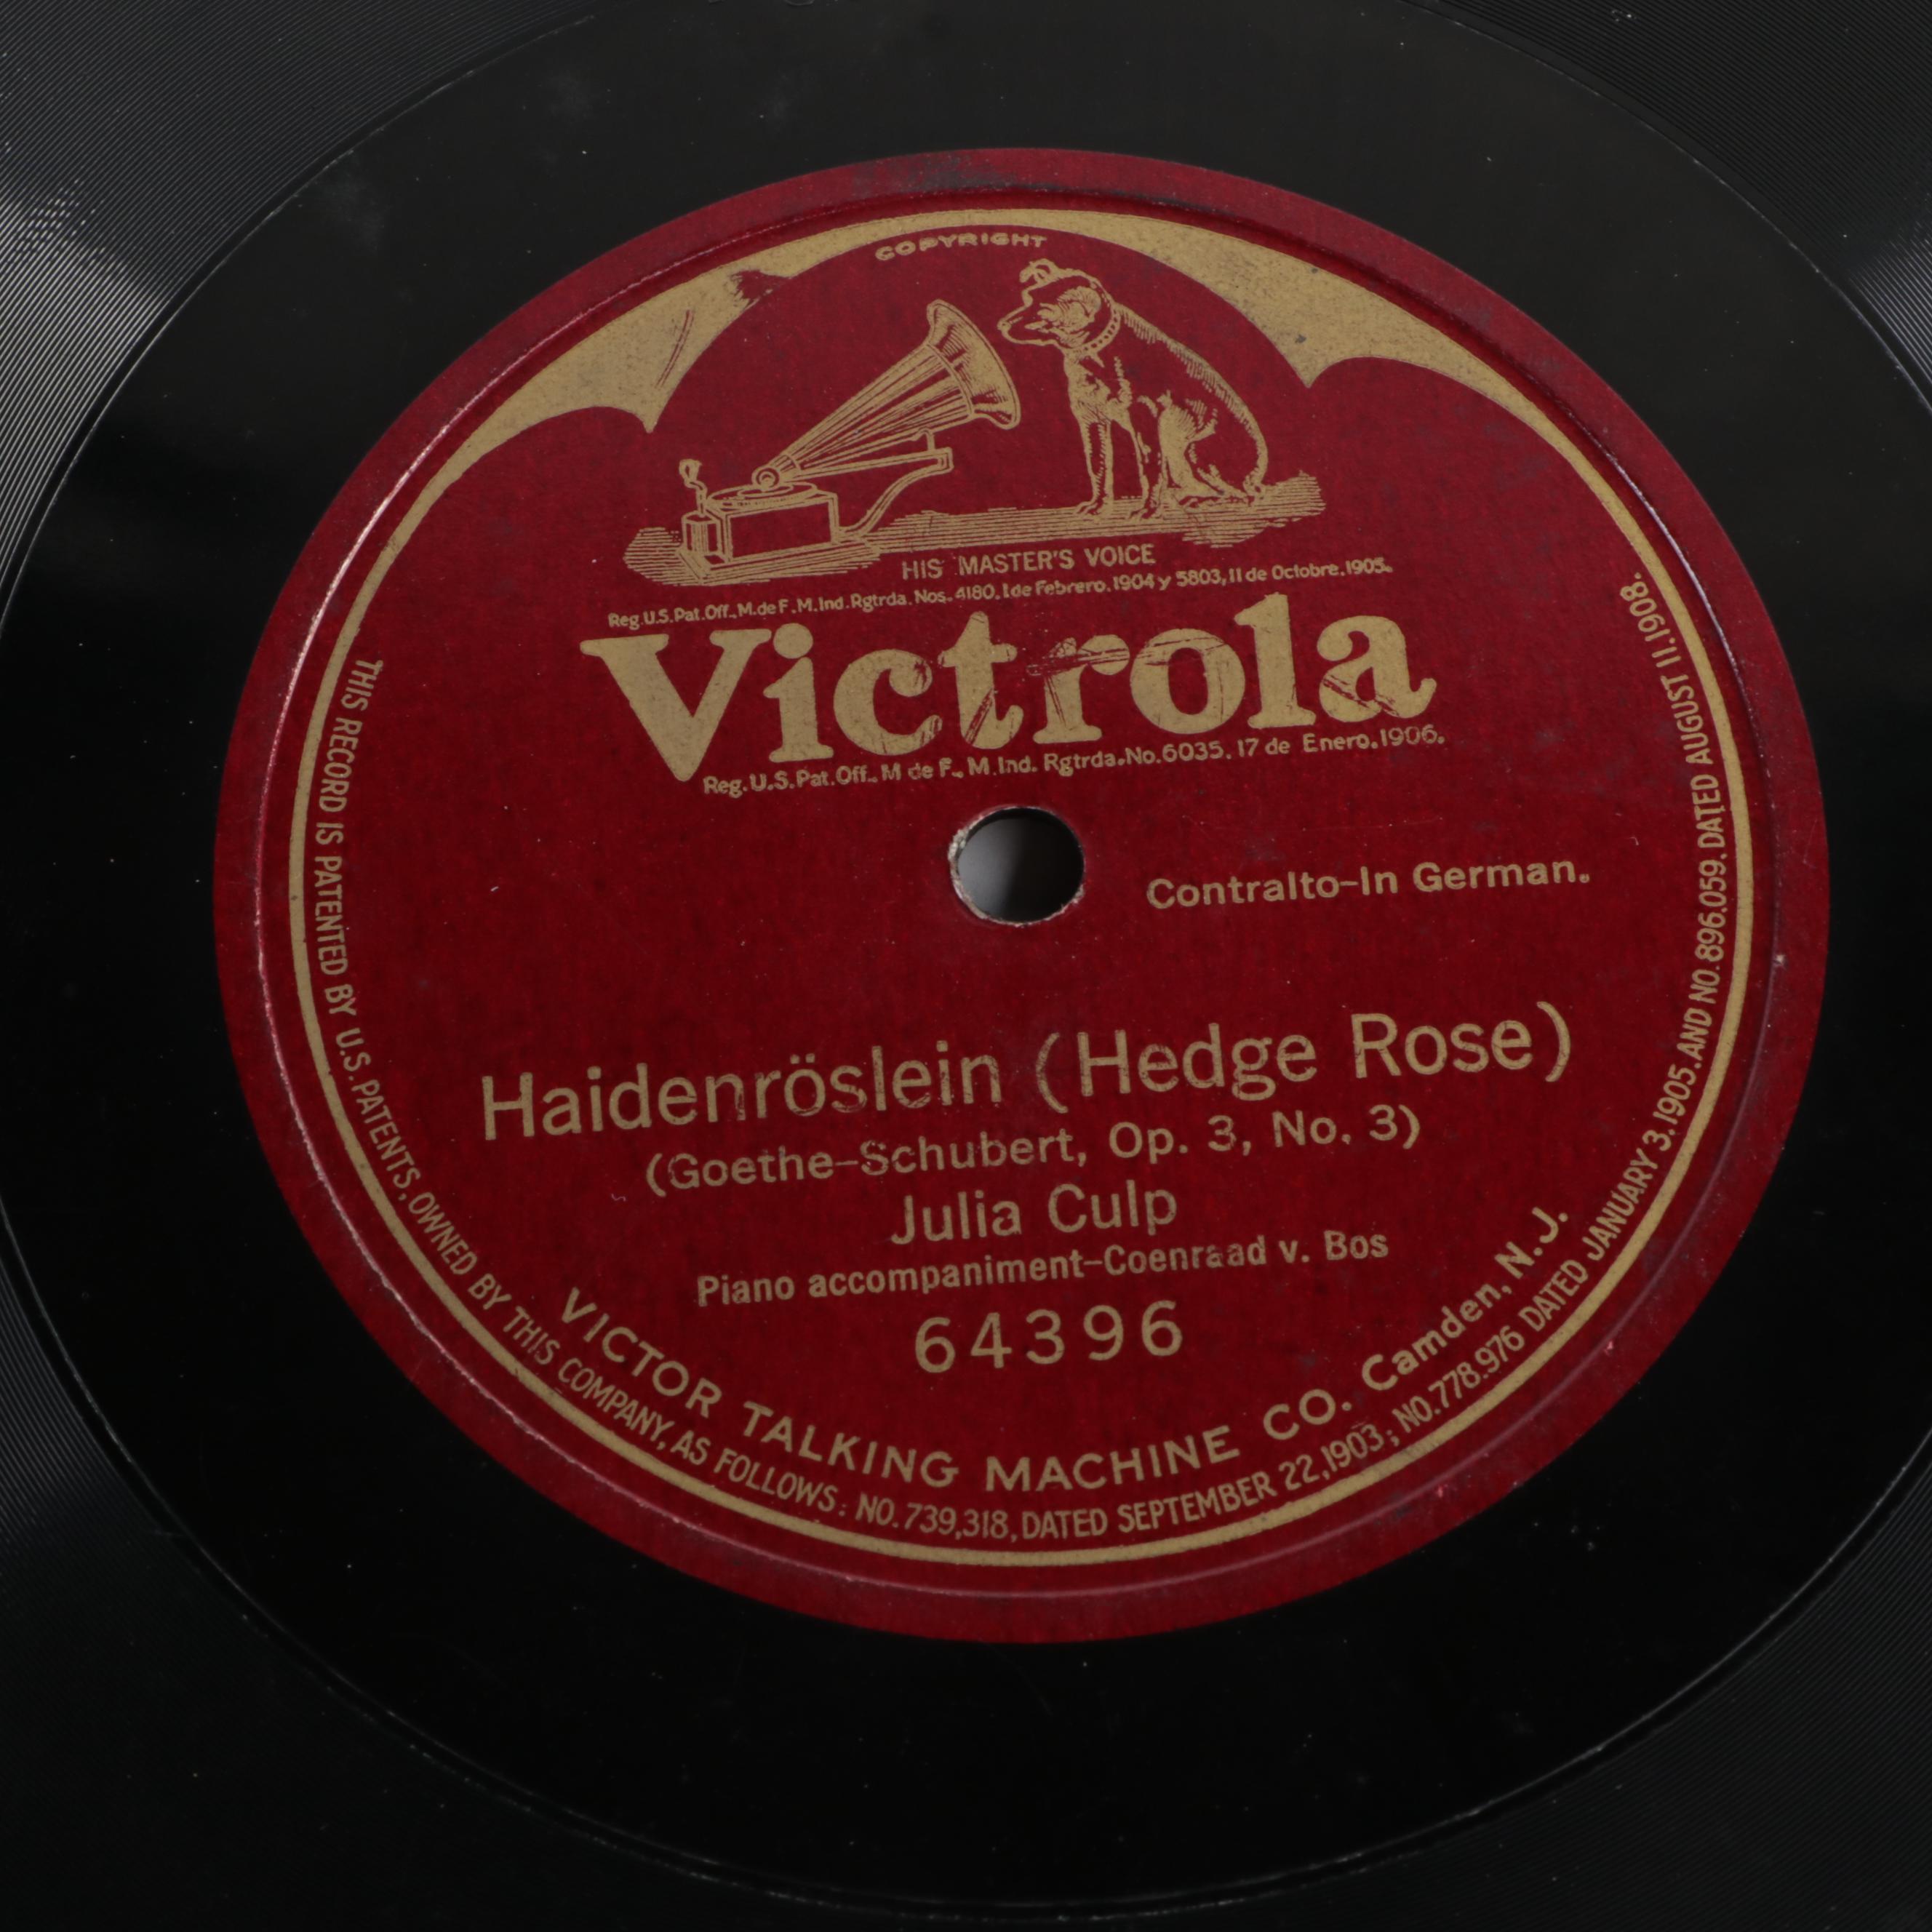 COPYRIGHT
HIS MASTER'S VOICE
Reg.U.S.Pat.Off., M.de F.M.Ind.Rgtrda.Nos.4180.1de Febrero.1904 y 5803,11 de Octobre.1905.
Victrola
Reg.U.S.Pat.Off., M de F., M.Ind. Rgtrda.No.6035. 17 de Enero.1906.
Contralto-In German.
Haidenröslein (Hedge Rose)
(Goethe-Schubert, Op. 3, No. 3)
Julia Culp
Piano accompaniment-Coenraad v. Bos
64396
VICTOR TALKING MACHINE CO. Camden, N.J.
THIS RECORD IS PATENTED BY U.S. PATENTS, OWNED BY THIS COMPANY, AS FOLLOWS: NO. 739,318, DATED SEPTEMBER 22,1903; NO.778.976 DATED JANUARY 3.1905. AND NO. 896,059, DATED AUGUST 11.1908.